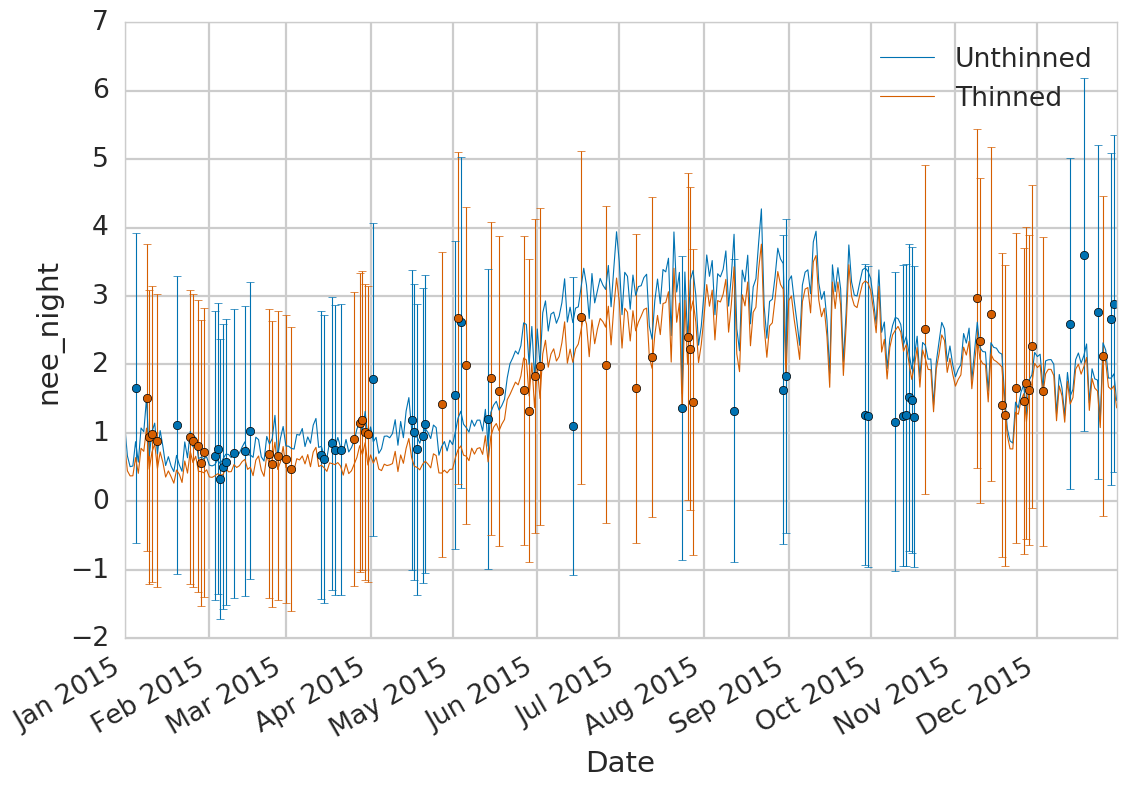 7
6
5
4
3
2
1
0
−1
−2
nee_night
Unthinned
Thinned
Jan 2015
Feb 2015
Mar 2015
Apr 2015
May 2015
Jun 2015
Jul 2015
Aug 2015
Sep 2015
Oct 2015
Nov 2015
Dec 2015
Date